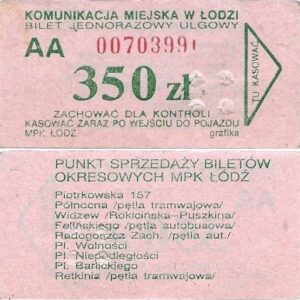 KOMUNIKACJA MIEJSKA W ŁODZI
BILET JEDNORAZOWY ULGOWY
AA 00703991
350 zł
ZACHOWAĆ DLA KONTROLI
KASOWAĆ ZARAZ PO WEJŚCIU DO POJAZDU
MPK ŁÓDŹ grafika
TU KASOWAĆ
PUNKT SPRZEDAŻY BILETÓW
OKRESOWYCH MPK ŁÓDŹ
Piotrkowska 157
Północna /pętla tramwajowa/
Widzew /Rokicińska-Puszkina/
Felińskiego /pętla autobusowa/
Radogoszcz Zach. /pętla aut./
Pl. Wolności
Pl. Niepodległości
Pl. Barlickiego
Retkinia /pętla tramwajowa/